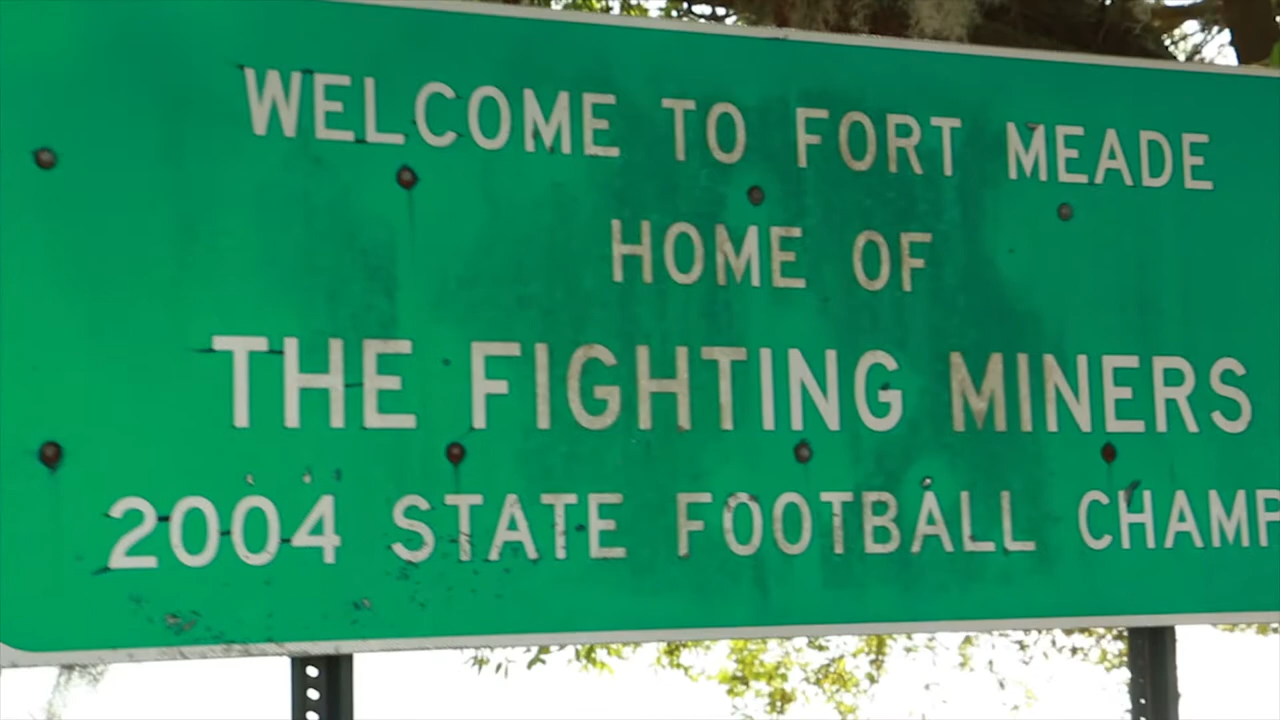 WELCOME TO FORT MEADE
HOME OF
THE FIGHTING MINERS
2004 STATE FOOTBALL CHAMP